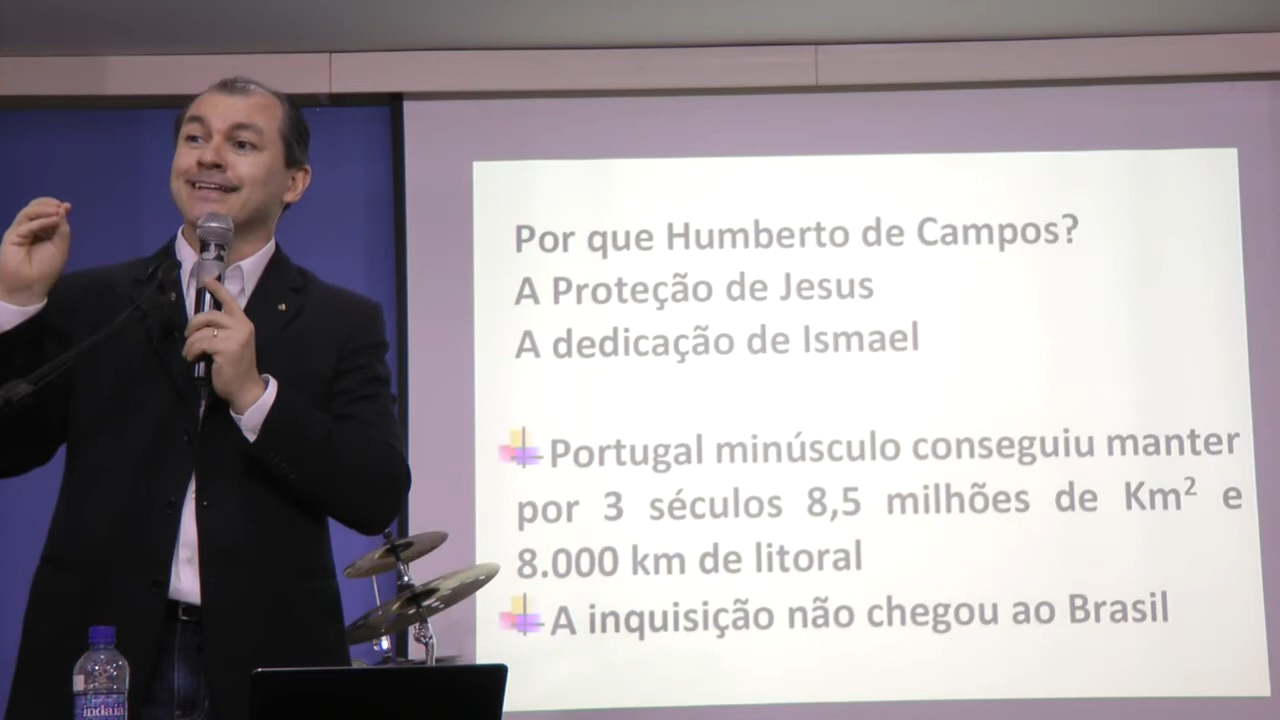 Por que Humberto de Campos?
A Proteção de Jesus
A dedicação de Ismael
Portugal minúsculo conseguiu manter
por 3 séculos 8,5 milhões de Km² e
8.000 km de litoral
A inquisição não chegou ao Brasil
indaiá